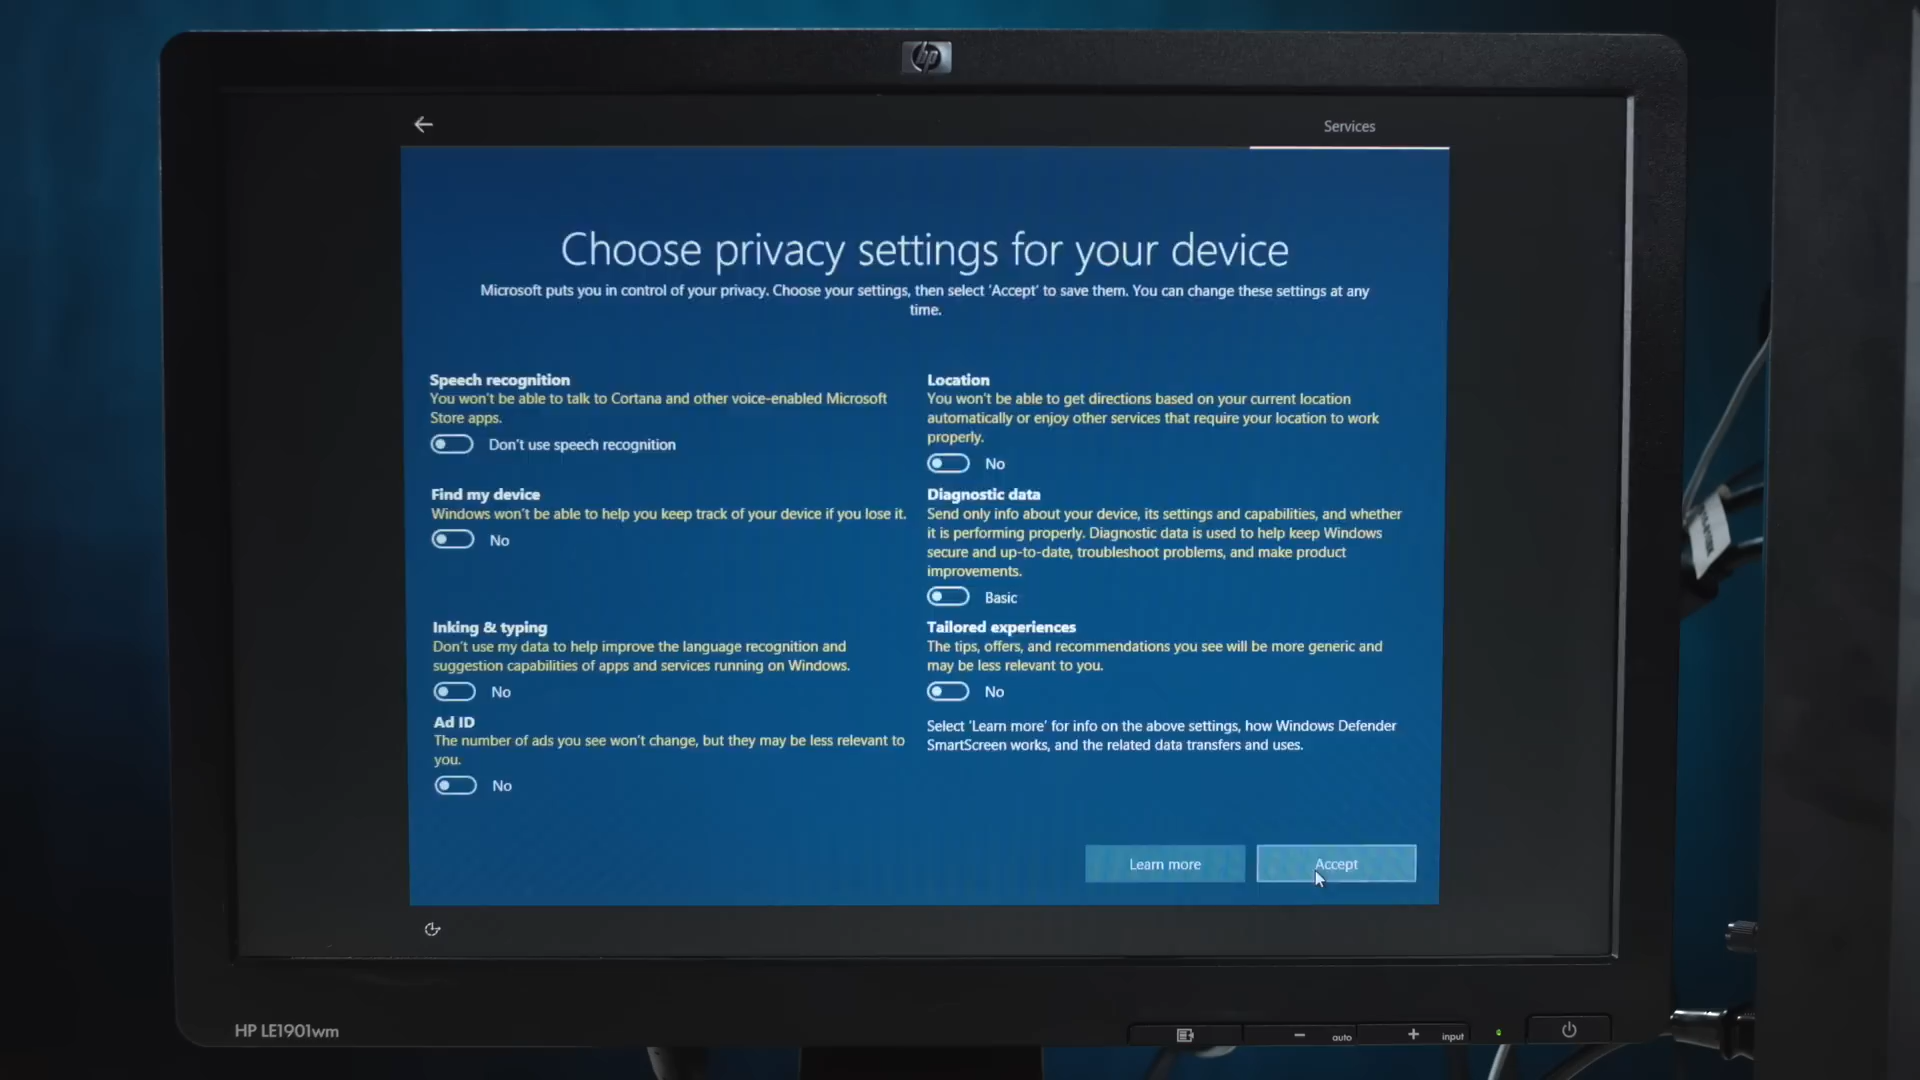 hp
Services
Choose privacy settings for your device
Microsoft puts you in control of your privacy. Choose your settings, then select 'Accept' to save them. You can change these settings at any
time.
Speech recognition
You won't be able to talk to Cortana and other voice-enabled Microsoft
Store apps.
Don't use speech recognition
Find my device
Windows won't be able to help you keep track of your device if you lose it.
No
Inking & typing
Don't use my data to help improve the language recognition and
suggestion capabilities of apps and services running on Windows.
No
Ad ID
The number of ads you see won't change, but they may be less relevant to
you.
No
Location
You won't be able to get directions based on your current location
automatically or enjoy other services that require your location to work
properly.
No
Diagnostic data
Send only info about your device, its settings and capabilities, and whether
it is performing properly. Diagnostic data is used to help keep Windows
secure and up-to-date, troubleshoot problems, and make product
improvements.
Basic
Tailored experiences
The tips, offers, and recommendations you see will be more generic and
may be less relevant to you.
No
Select 'Learn more' for info on the above settings, how Windows Defender
SmartScreen works, and the related data transfers and uses.
Learn more
Accept
HP LE1901wm
auto
input